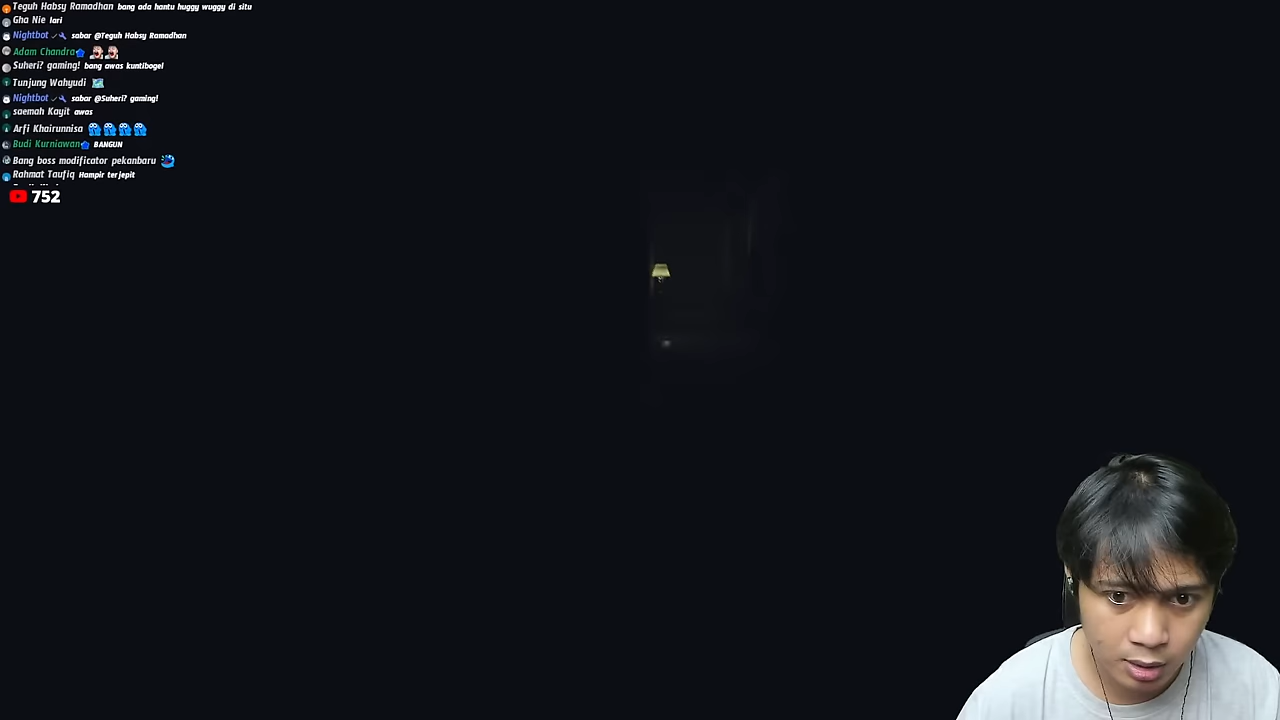 Teguh Habsy Ramadhan bang ada hantu huggy wuggy di situ
Gha Nie lari
Nightbot sabar @Teguh Habsy Ramadhan
Adam Chandra
Suheri? gaming! bang awas kuntibogel
Tunjung Wahyudi
Nightbot sabar @Suheri? gaming!
saemah Kayit awas
Arfi Khairunnisa
Budi Kurniawan BANGUN
Bang boss modificator pekanbaru
Rahmat Taufiq Hampir terjepit
752